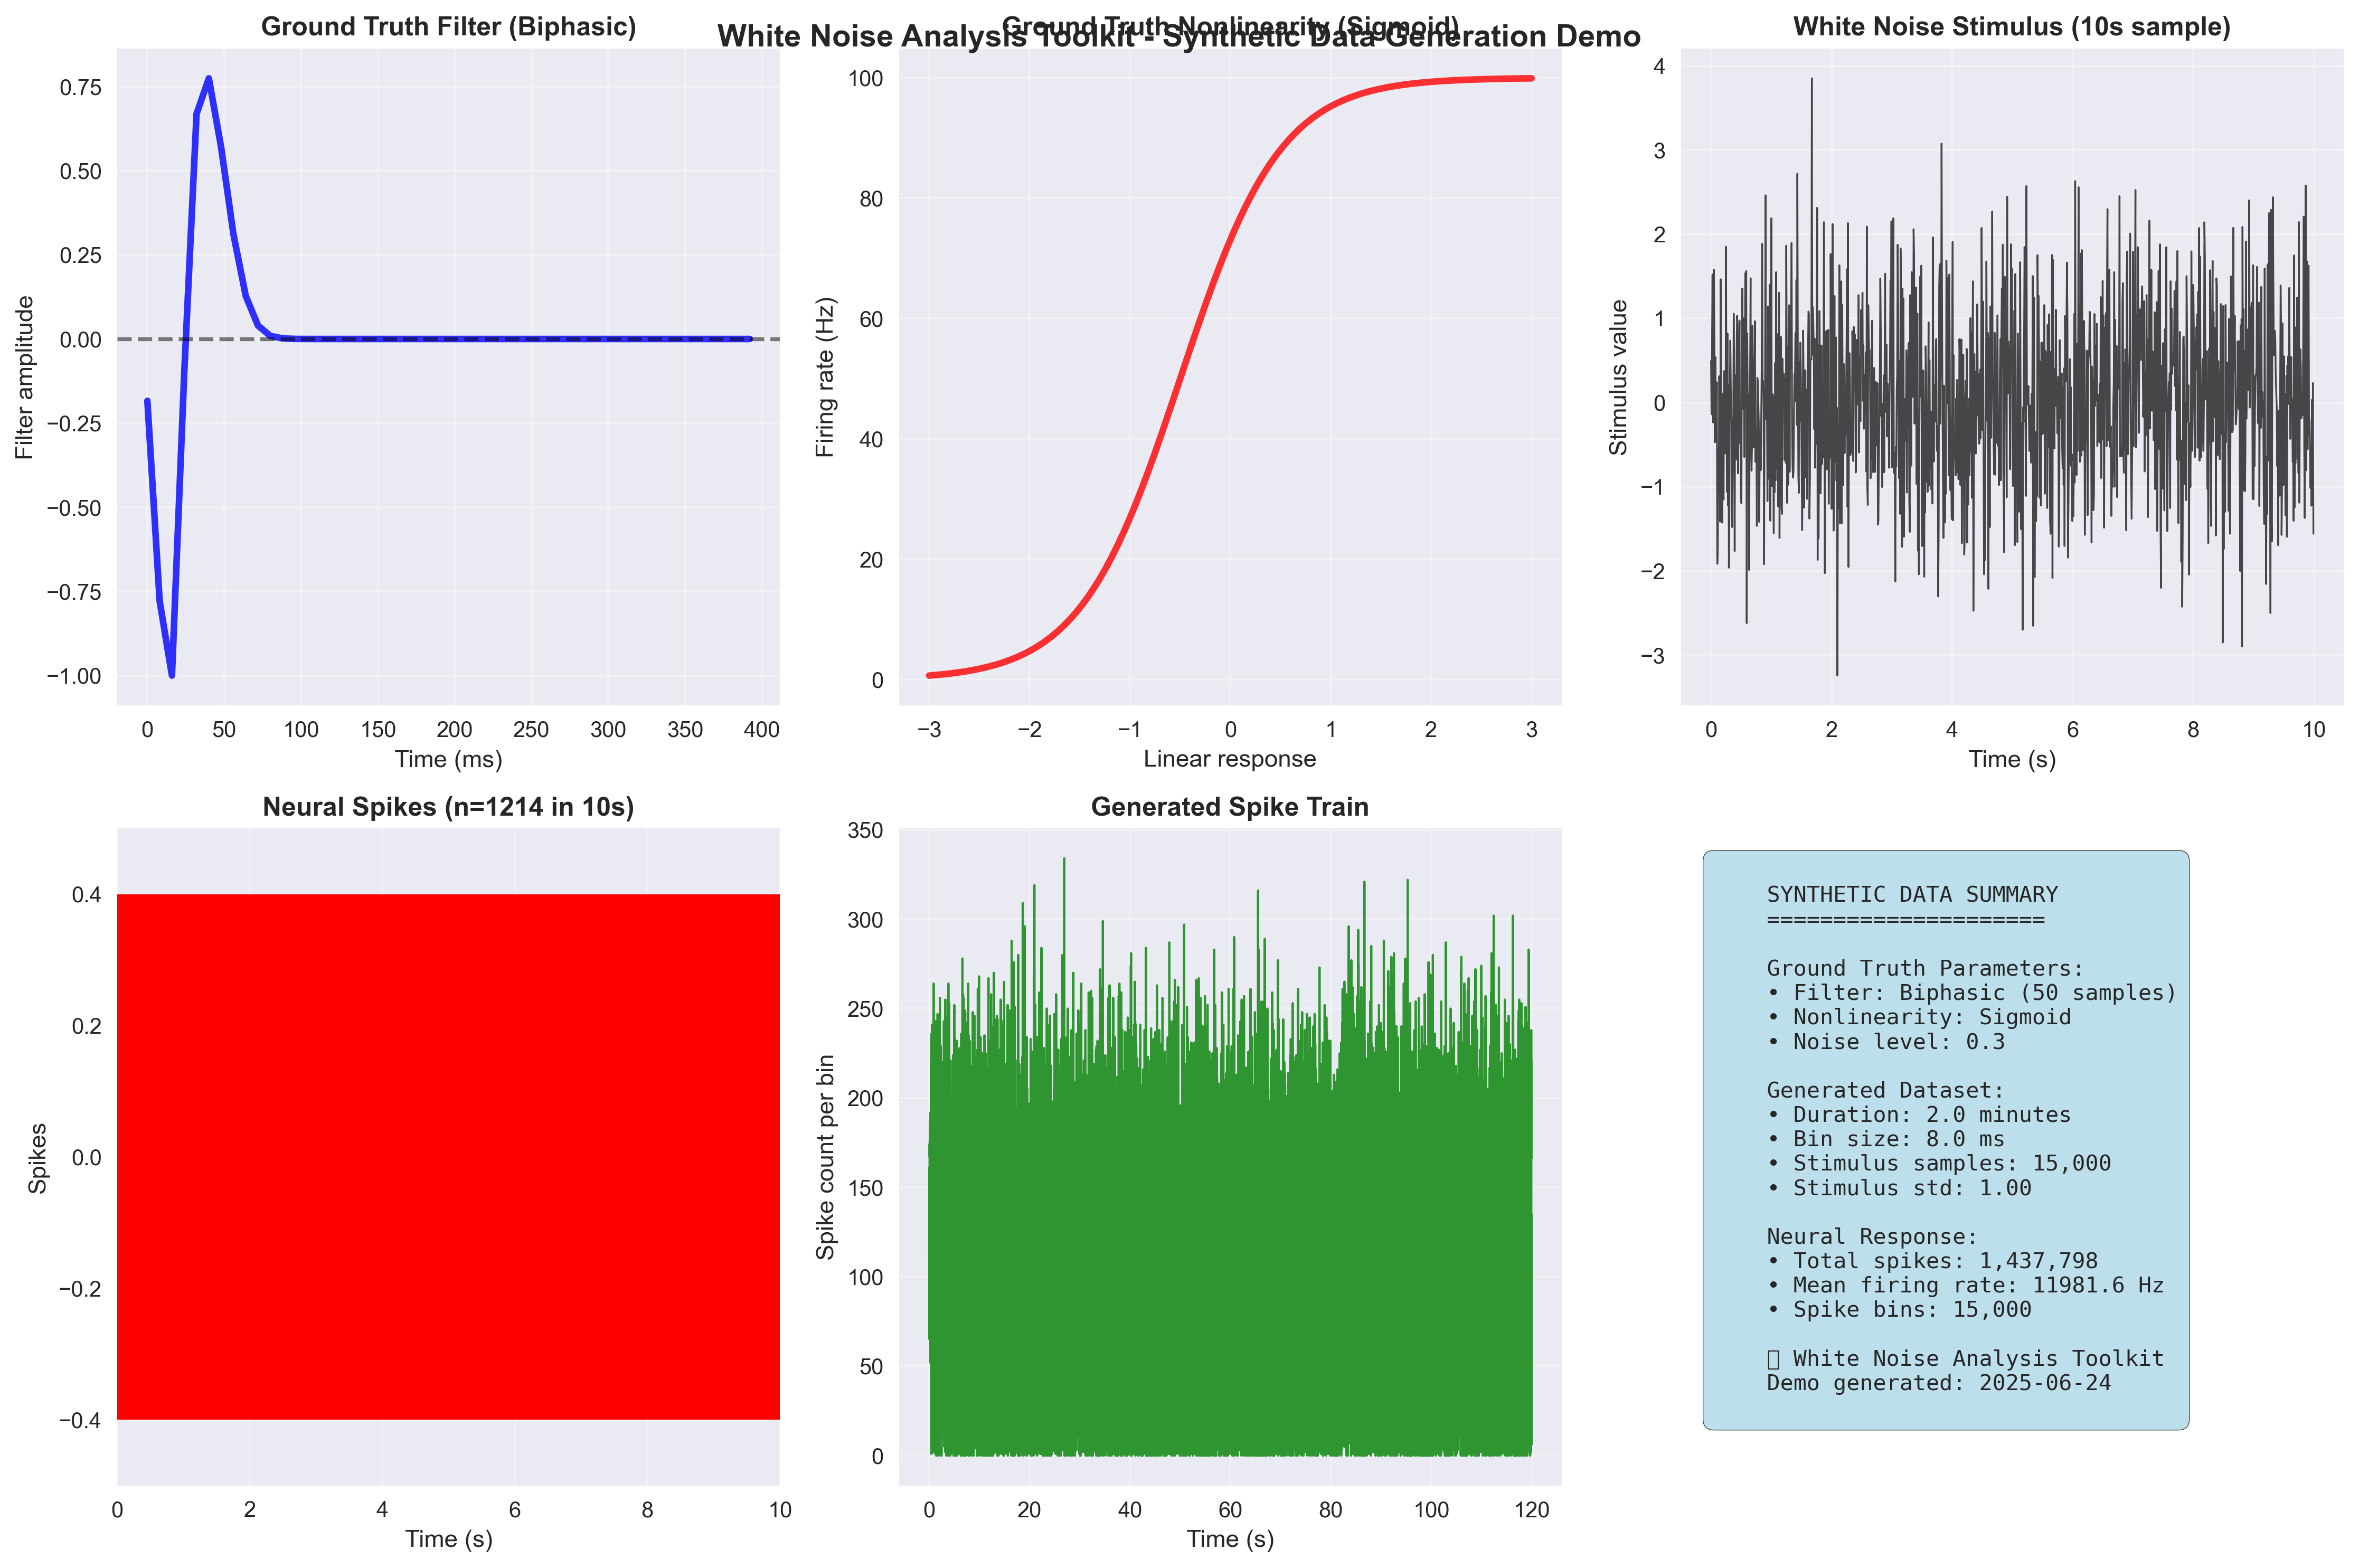 White Noise Analysis Toolkit - Synthetic Data Generation Demo
Ground Truth Filter (Biphasic)
0.75
0.50
0.25
0.00
−0.25
−0.50
−0.75
−1.00
Filter amplitude
0 50 100 150 200 250 300 350 400
Time (ms)
Ground Truth Nonlinearity (Sigmoid)
100
80
60
40
20
0
Firing rate (Hz)
−3 −2 −1 0 1 2 3
Linear response
White Noise Stimulus (10s sample)
4
3
2
1
0
−1
−2
−3
Stimulus value
0 2 4 6 8 10
Time (s)
Neural Spikes (n=1214 in 10s)
0.4
0.2
0.0
−0.2
−0.4
Spikes
0 2 4 6 8 10
Time (s)
Generated Spike Train
350
300
250
200
150
100
50
0
Spike count per bin
0 20 40 60 80 100 120
Time (s)
SYNTHETIC DATA SUMMARY
=====================
Ground Truth Parameters:
• Filter: Biphasic (50 samples)
• Nonlinearity: Sigmoid
• Noise level: 0.3
Generated Dataset:
• Duration: 2.0 minutes
• Bin size: 8.0 ms
• Stimulus samples: 15,000
• Stimulus std: 1.00
Neural Response:
• Total spikes: 1,437,798
• Mean firing rate: 11981.6 Hz
• Spike bins: 15,000
White Noise Analysis Toolkit
Demo generated: 2025-06-24